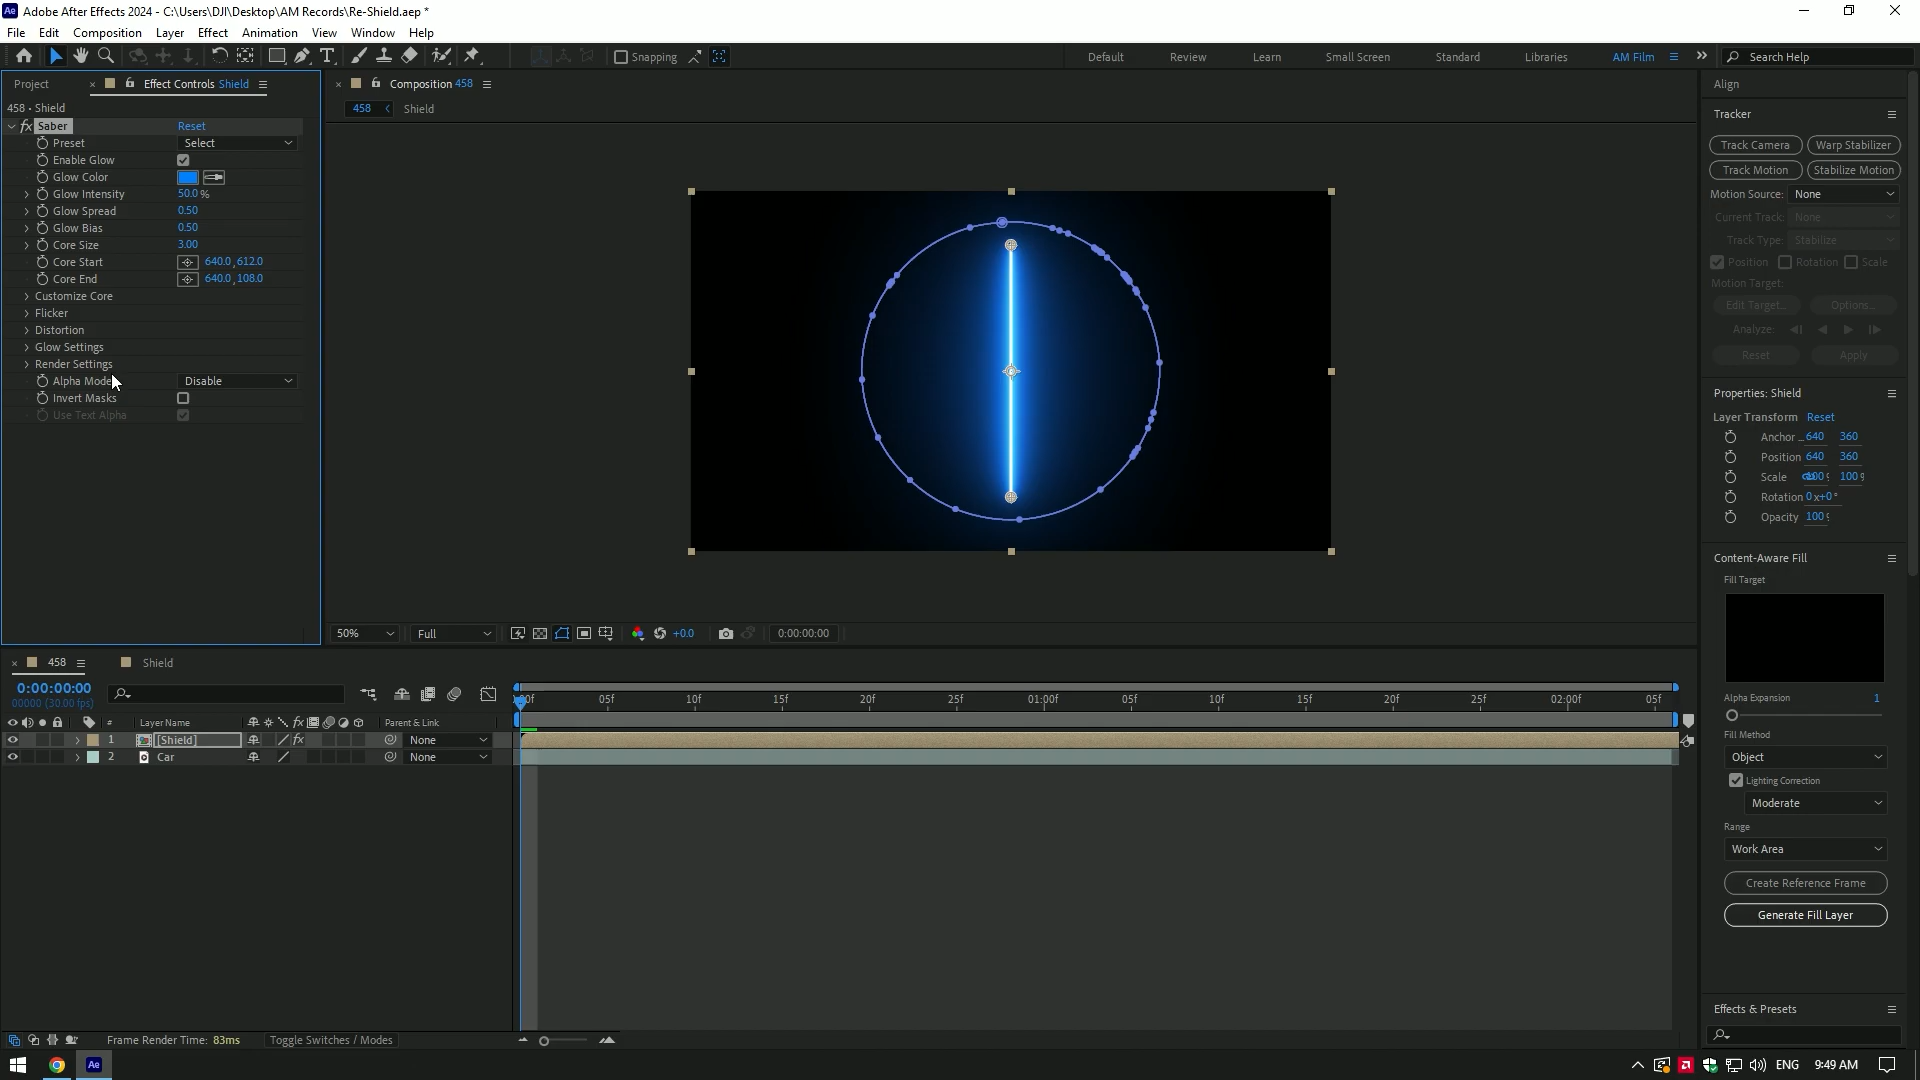 Adobe After Effects 2024 - C:\Users\DJI\Desktop\AM Records\Re-Shield.aep *
File Edit Composition Layer Effect Animation View Window Help
Snapping
Default Review Learn Small Screen Standard Libraries AM Film Search Help
Project Effect Controls Shield
458 • Shield
fx Saber Reset
Preset Select
Enable Glow
Glow Color
Glow Intensity 50.0 %
Glow Spread 0.50
Glow Bias 0.50
Core Size 3.00
Core Start 640.0, 612.0
Core End 640.0, 108.0
Customize Core
Flicker
Distortion
Glow Settings
Render Settings
Alpha Mode Disable
Invert Masks
Use Text Alpha
Composition 458
458 Shield
50% Full +0.0 0:00:00:00
Align
Tracker
Track Camera Warp Stabilizer
Track Motion Stabilize Motion
Motion Source: None
Current Track: None
Track Type: Stabilize
Position Rotation Scale
Motion Target:
Edit Target... Options...
Analyze:
Reset Apply
Properties: Shield
Layer Transform Reset
Anchor ... 640 360
Position 640 360
Scale 100 100
Rotation 0x+0°
Opacity 100
Content-Aware Fill
Fill Target
Alpha Expansion 1
Fill Method
Object
Lighting Correction
Moderate
Range
Work Area
Create Reference Frame
Generate Fill Layer
Effects & Presets
458 Shield
0:00:00:00
00000 (30.00 fps)
05f 10f 15f 20f 25f 01:00f 05f 10f 15f 20f 25f 02:00f 05f
# Layer Name fx Parent & Link
1 [Shield] fx None
2 Car None
Frame Render Time: 83ms Toggle Switches / Modes
Ae ENG 9:49 AM